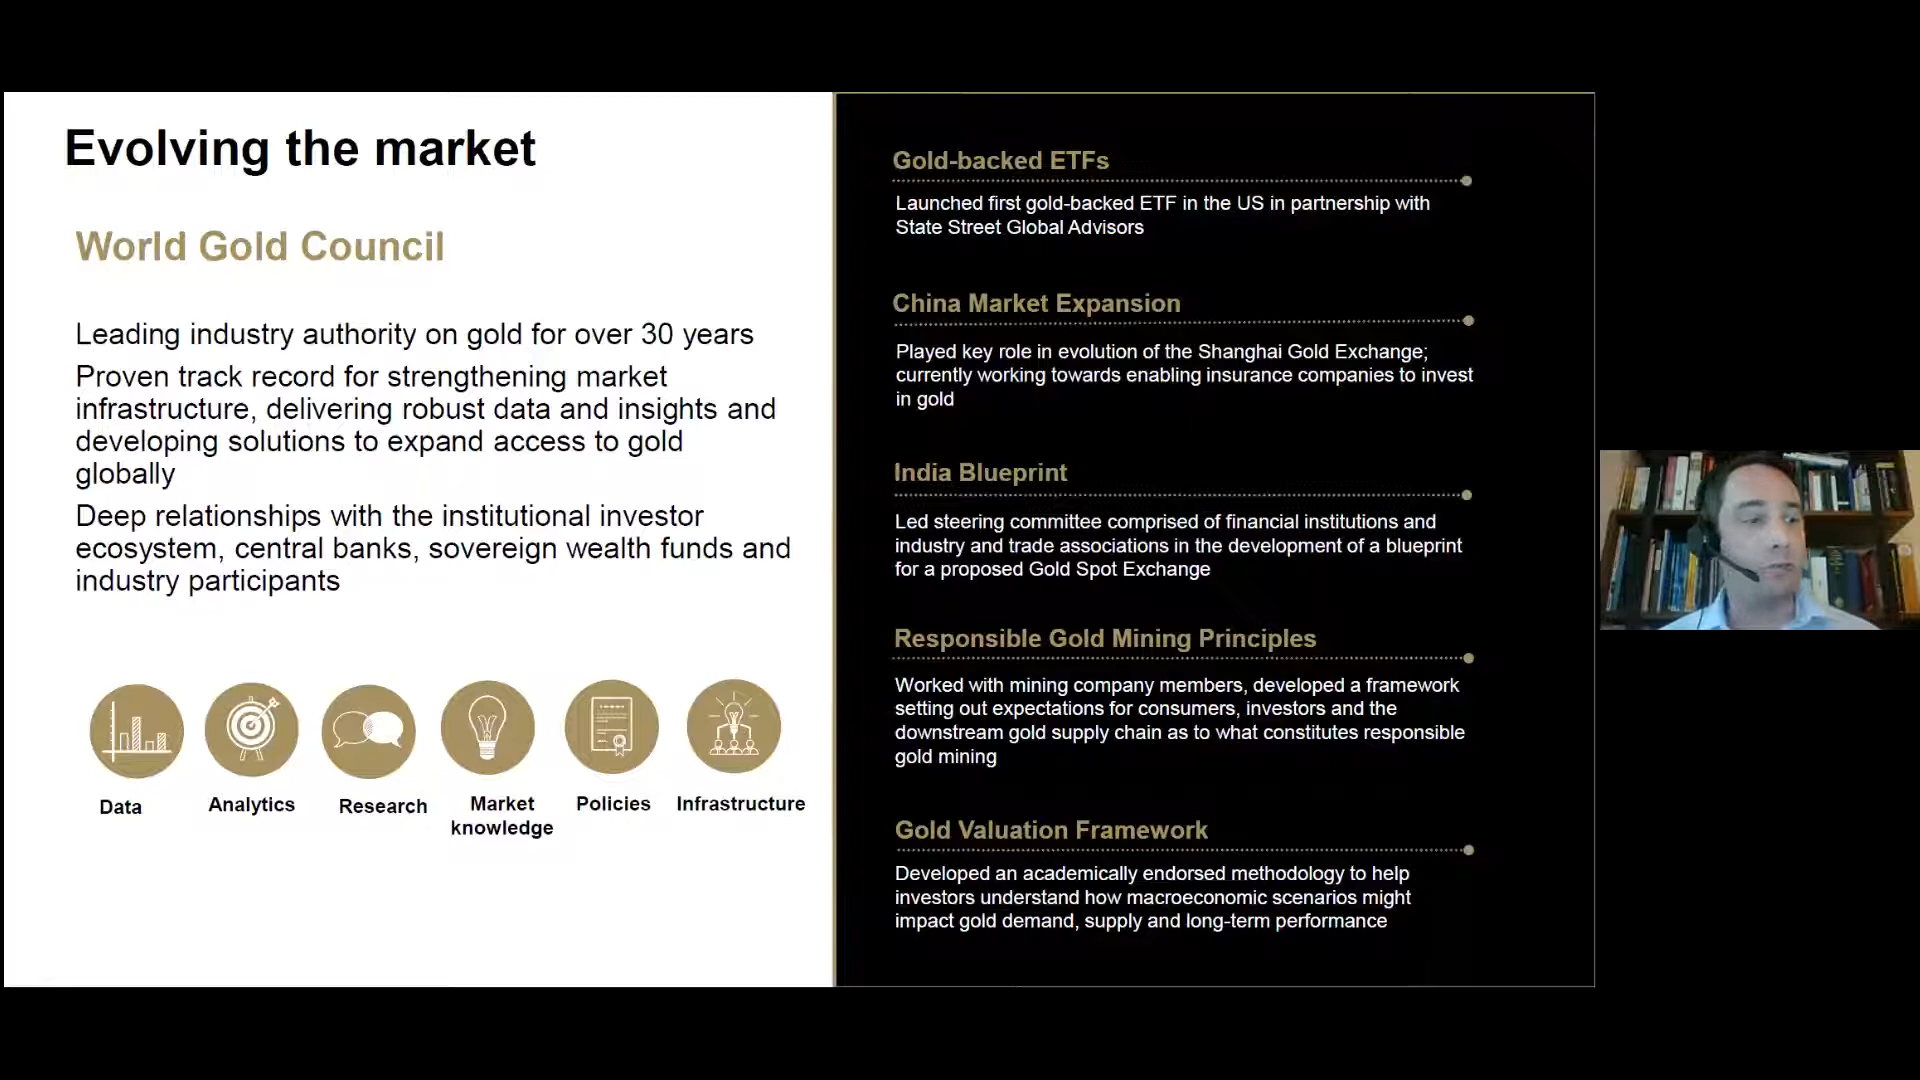 Evolving the market
World Gold Council
Leading industry authority on gold for over 30 years
Proven track record for strengthening market
infrastructure, delivering robust data and insights and
developing solutions to expand access to gold
globally
Deep relationships with the institutional investor
ecosystem, central banks, sovereign wealth funds and
industry participants
Data
Analytics
Research
Market
knowledge
Policies
Infrastructure
Gold-backed ETFs
Launched first gold-backed ETF in the US in partnership with
State Street Global Advisors
China Market Expansion
Played key role in evolution of the Shanghai Gold Exchange;
currently working towards enabling insurance companies to invest
in gold
India Blueprint
Led steering committee comprised of financial institutions and
industry and trade associations in the development of a blueprint
for a proposed Gold Spot Exchange
Responsible Gold Mining Principles
Worked with mining company members, developed a framework
setting out expectations for consumers, investors and the
downstream gold supply chain as to what constitutes responsible
gold mining
Gold Valuation Framework
Developed an academically endorsed methodology to help
investors understand how macroeconomic scenarios might
impact gold demand, supply and long-term performance